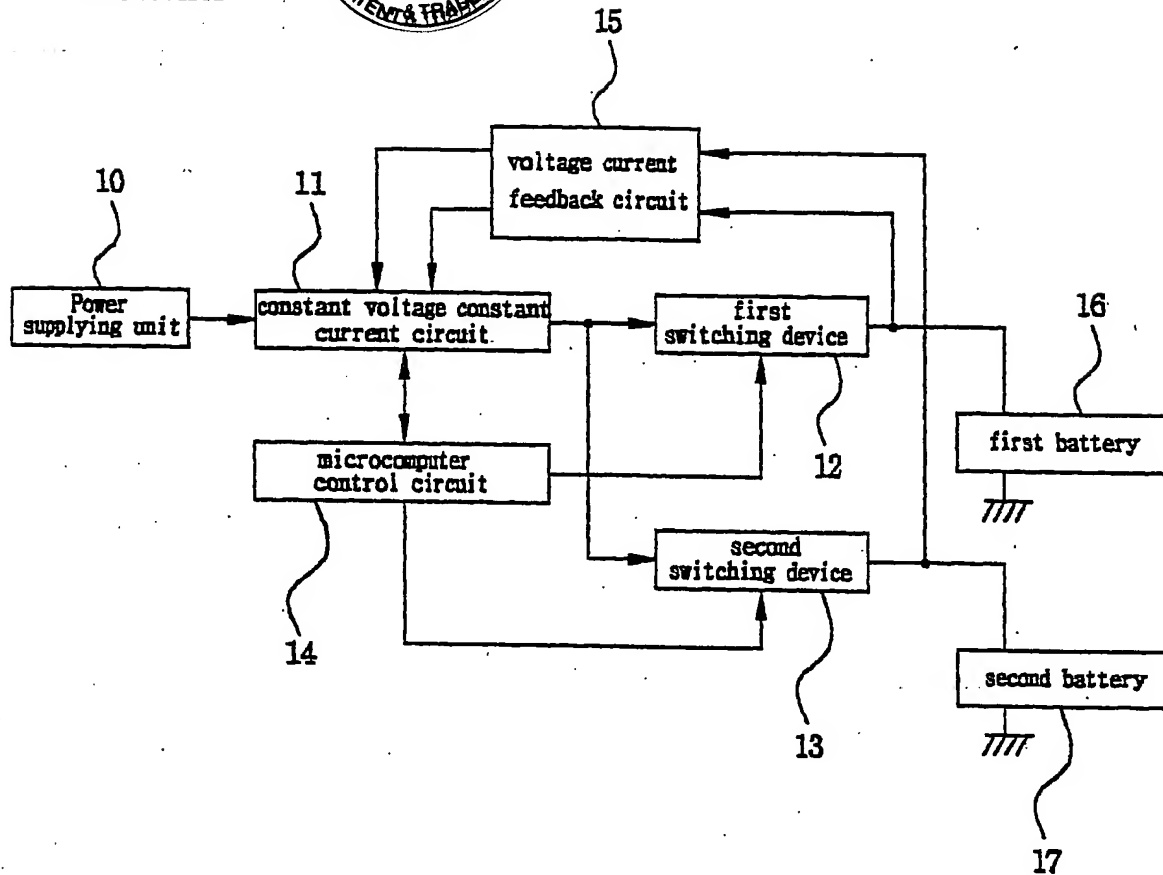 15
voltage current
feedback circuit
10
11
Power
supplying unit
constant voltage constant
current circuit.
first
switching device
16
first battery
12
microcomputer
control circuit
second
switching device
14
second battery
13
17